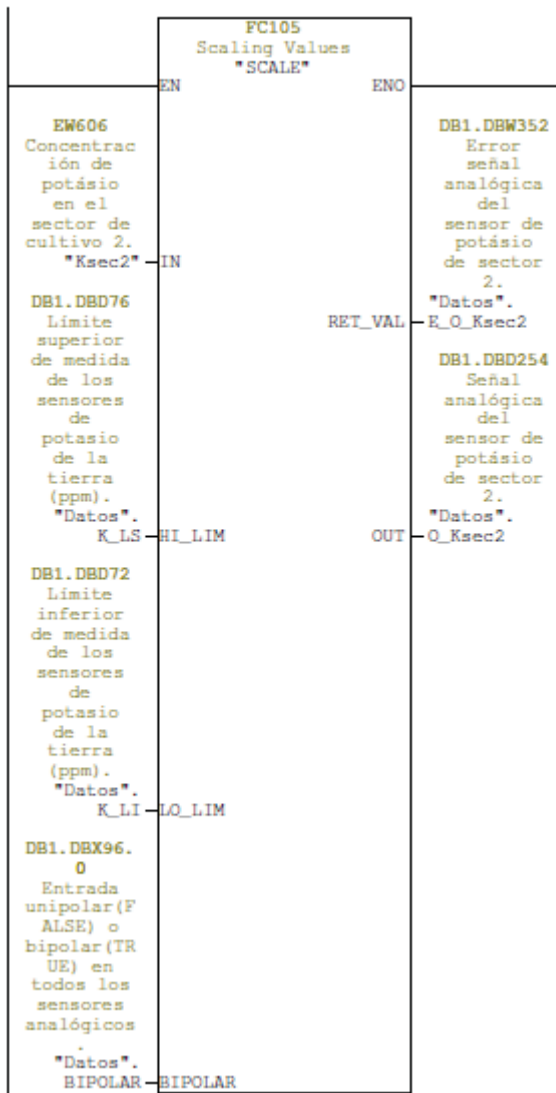 FC105
Scaling Values
"SCALE"
EN
ENO
EW606
Concentrac
ión de
potásio
en el
sector de
cultivo 2.
"Ksec2"
IN
DB1.DBD76
Límite
superior
de medida
de los
sensores
de
potasio
de la
tierra
(ppm).
"Datos".
K_LS
HI_LIM
DB1.DBD72
Límite
inferior
de medida
de los
sensores
de
potasio
de la
tierra
(ppm).
"Datos".
K_LI
LO_LIM
DB1.DBX96.
0
Entrada
unipolar(F
ALSE) o
bipolar(TR
UE) en
todos los
sensores
analógicos
.
"Datos".
BIPOLAR
BIPOLAR
DB1.DBW352
Error
señal
analógica
del
sensor de
potásio
de sector
2.
"Datos".
RET_VAL
E_O_Ksec2
DB1.DBD254
Señal
analógica
del
sensor de
potásio
de sector
2.
"Datos".
OUT
O_Ksec2